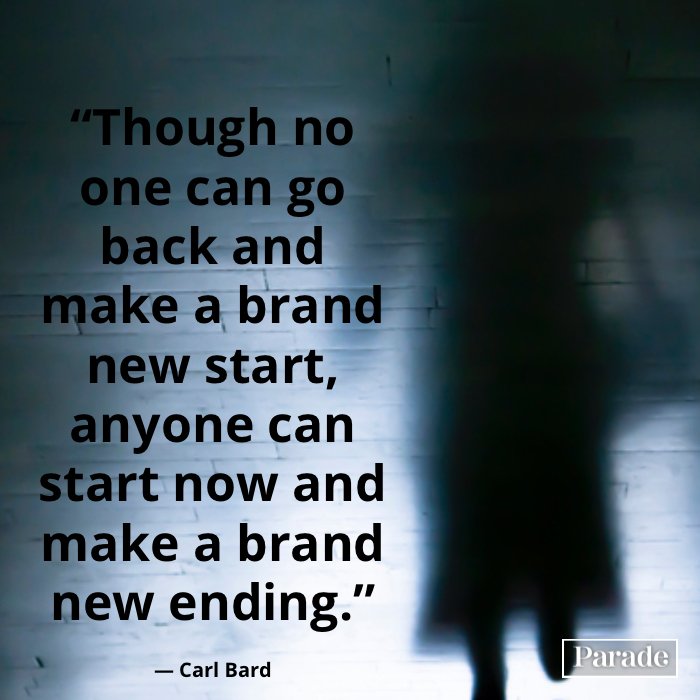 “Though no
one can go
back and
make a brand
new start,
anyone can
start now and
make a brand
new ending.”
— Carl Bard
Parade